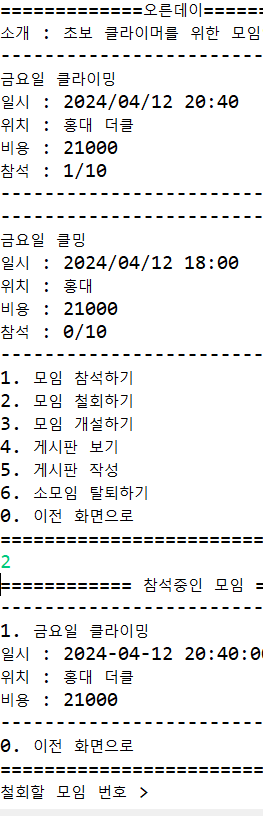 =============오른데이======
소개 : 초보 클라이머를 위한 모임
------------------------
금요일 클라이밍
일시 : 2024/04/12 20:40
위치 : 홍대 더클
비용 : 21000
참석 : 1/10
------------------------
------------------------
금요일 클밍
일시 : 2024/04/12 18:00
위치 : 홍대
비용 : 21000
참석 : 0/10
------------------------
1. 모임 참석하기
2. 모임 철회하기
3. 모임 개설하기
4. 게시판 보기
5. 게시판 작성
6. 소모임 탈퇴하기
0. 이전 화면으로
========================
2
============ 참석중인 모임 =
------------------------
1. 금요일 클라이밍
일시 : 2024-04-12 20:40:00
위치 : 홍대 더클
비용 : 21000
------------------------
0. 이전 화면으로
========================
철회할 모임 번호 >